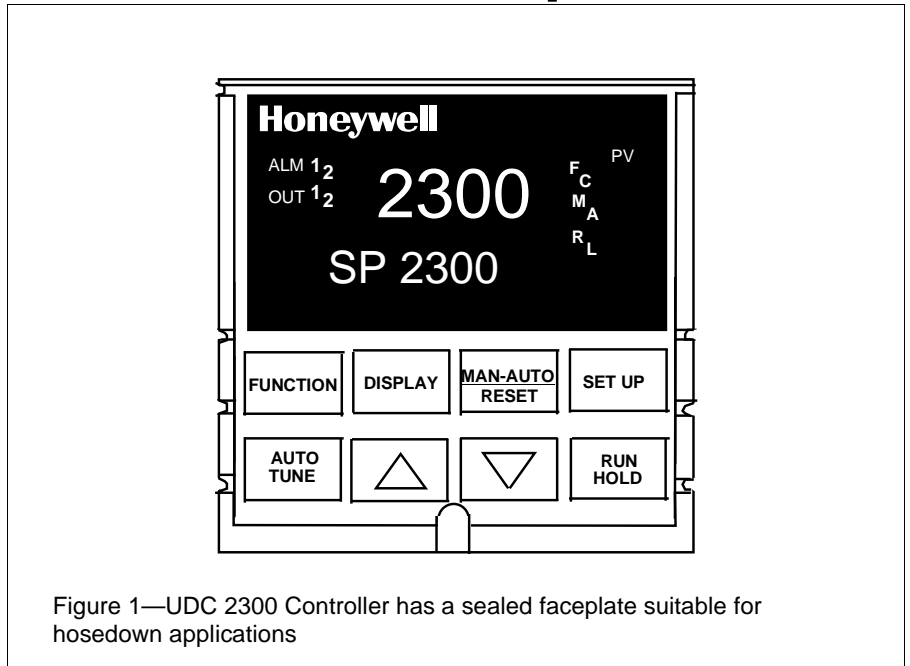 Honeywell
ALM 1 2
OUT 1 2
2300
SP 2300
PV
F
C
M
A
R
L
FUNCTION
DISPLAY
MAN-AUTO
RESET
SET UP
AUTO
TUNE
RUN
HOLD
Figure 1—UDC 2300 Controller has a sealed faceplate suitable for
hosedown applications